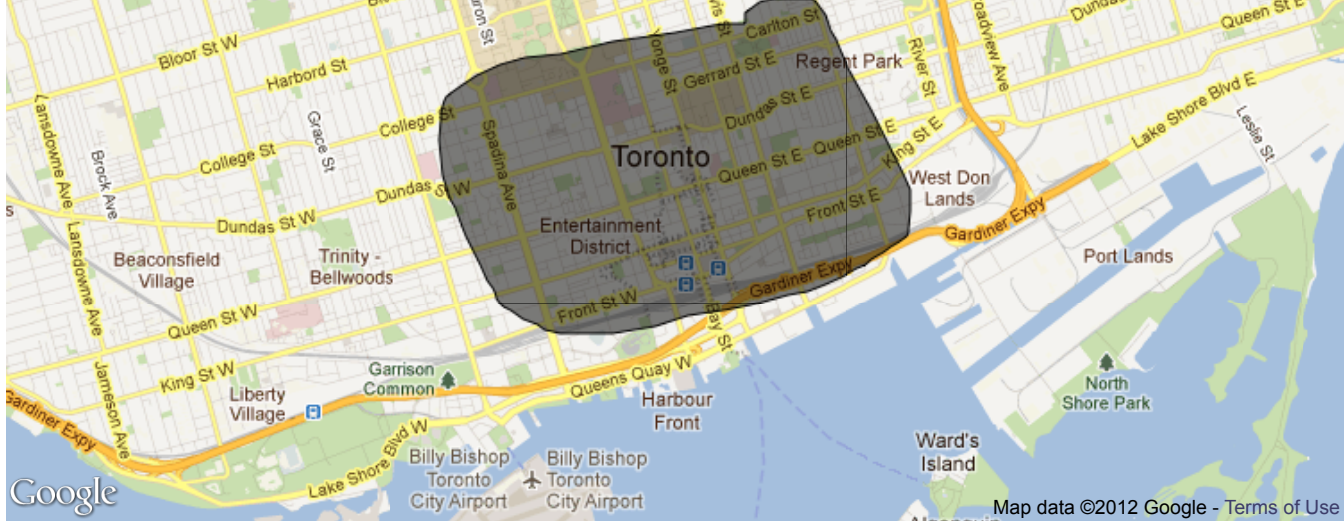 Bloor St W
Harbord St
Grace St
College St
College St
Lansdowne Ave
Brock Ave
Dundas St W
Dundas St W
Spadina Ave
Yonge St
Carlton St
Gerrard St E
Regent Park
Dundas St E
Queen St E
Queen St E
King St E
Front St E
River St
Broadview Ave
Dundas
Queen St E
Lake Shore Blvd E
Leslie St
Toronto
Entertainment
District
West Don
Lands
Gardiner Expy
Port Lands
Beaconsfield
Village
Trinity -
Bellwoods
Lansdowne Ave
Queen St W
King St W
Front St W
Gardiner Expy
Bay St
Garrison
Common
Liberty
Village
Jameson Ave
Gardiner Expy
Queens Quay W
Harbour
Front
Lake Shore Blvd W
Billy Bishop
Toronto
City Airport
Billy Bishop
Toronto
City Airport
North
Shore Park
Ward's
Island
Google
Map data ©2012 Google - Terms of Use